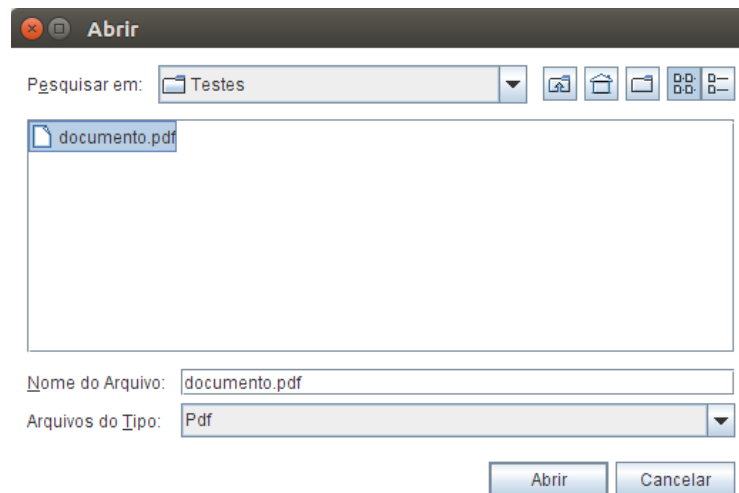 Abrir
Pesquisar em: Testes
documento.pdf
Nome do Arquivo: documento.pdf
Arquivos do Tipo: Pdf
Abrir Cancelar